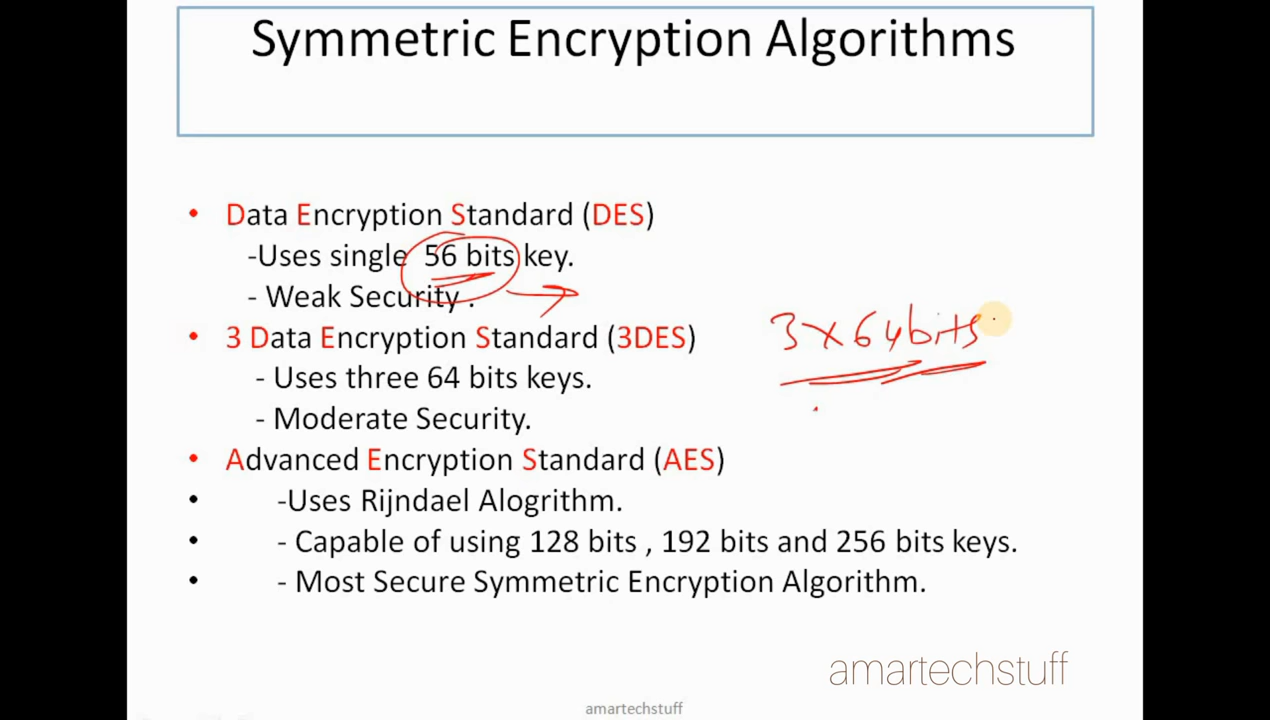 Symmetric Encryption Algorithms
• Data Encryption Standard (DES)
-Uses single 56 bits key.
- Weak Security .
• 3 Data Encryption Standard (3DES)
3 x 64 bits
- Uses three 64 bits keys.
- Moderate Security.
• Advanced Encryption Standard (AES)
• -Uses Rijndael Alogrithm.
• - Capable of using 128 bits , 192 bits and 256 bits keys.
• - Most Secure Symmetric Encryption Algorithm.
amartechstuff
amartechstuff